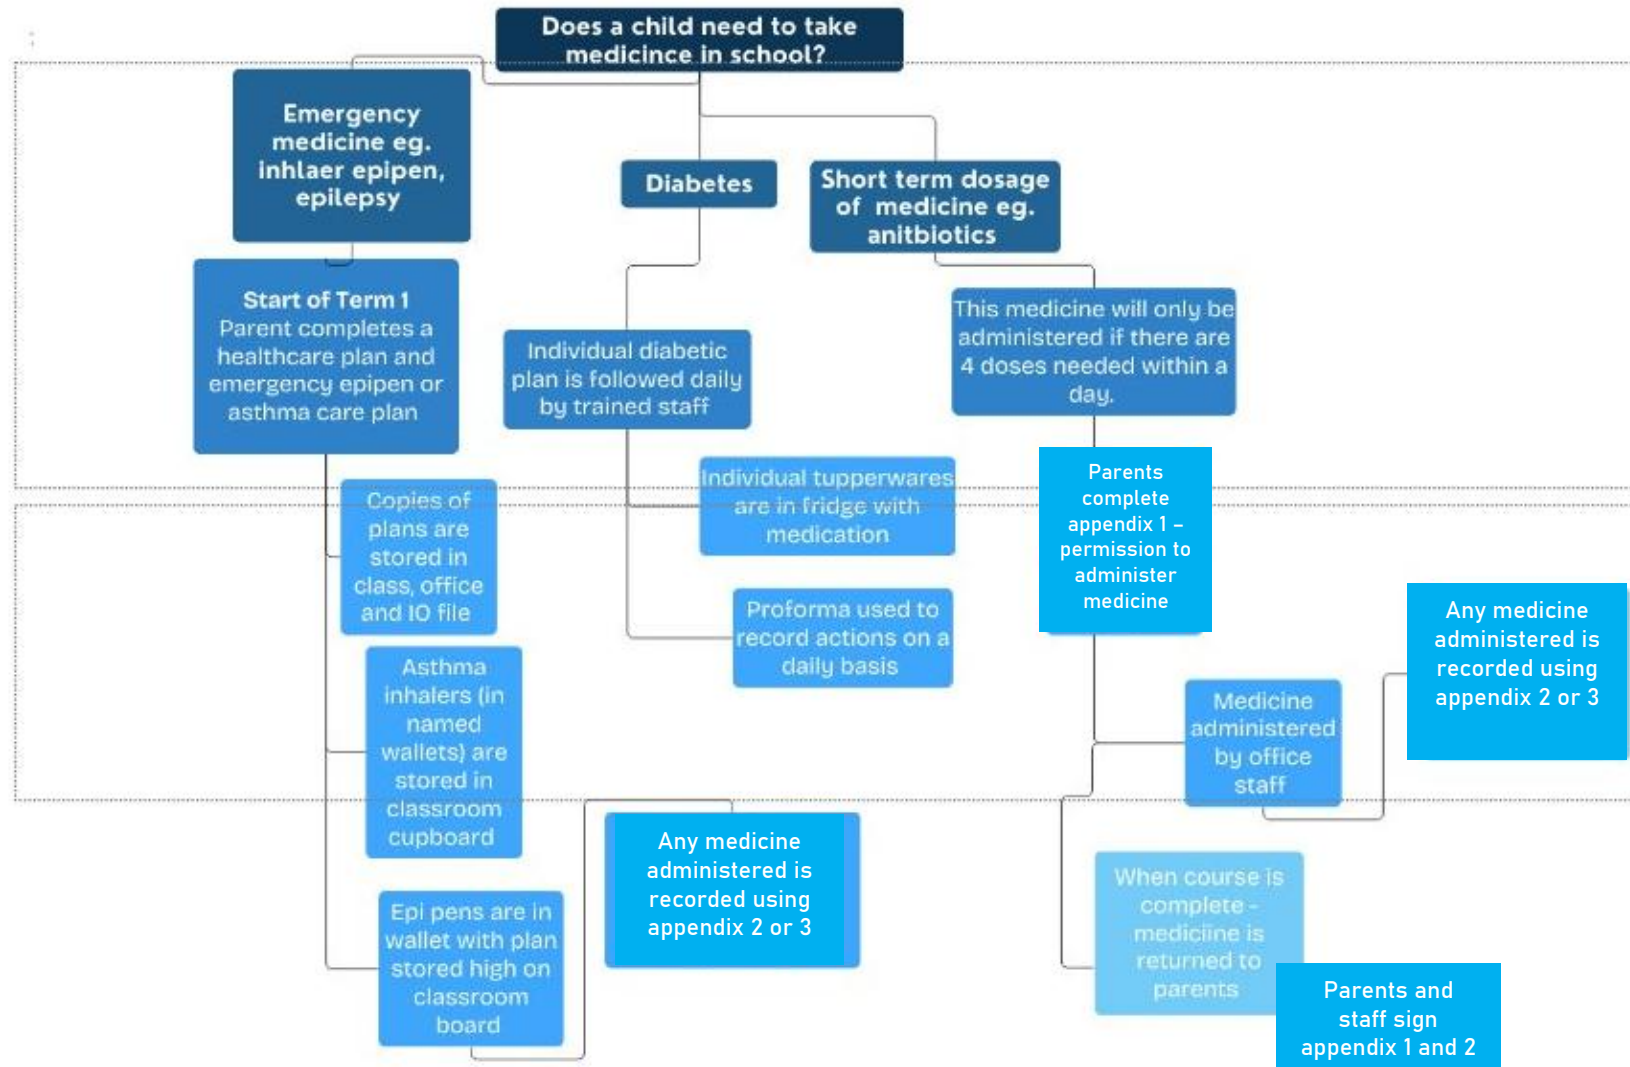 Does a child need to take
medicince in school?
Emergency
medicine eg.
inhlaer epipen,
epilepsy
Diabetes
Short term dosage
of medicine eg.
anitbiotics
Start of Term 1
Parent completes a
healthcare plan and
emergency epipen or
asthma care plan
Individual diabetic
plan is followed daily
by trained staff
This medicine will only be
administered if there are
4 doses needed within a
day.
Copies of
plans are
stored in
class, office
and IO file
Individual tupperwares
are in fridge with
medication
Parents
complete
appendix 1 –
permission to
administer
medicine
Proforma used to
record actions on a
daily basis
Any medicine
administered is
recorded using
appendix 2 or 3
Asthma
inhalers (in
named
wallets) are
stored in
classroom
cupboard
Medicine
administered
by office
staff
Any medicine
administered is
recorded using
appendix 2 or 3
Epi pens are in
wallet with plan
stored high on
classroom
board
When course is
complete -
mediciine is
returned to
parents
Parents and
staff sign
appendix 1 and 2